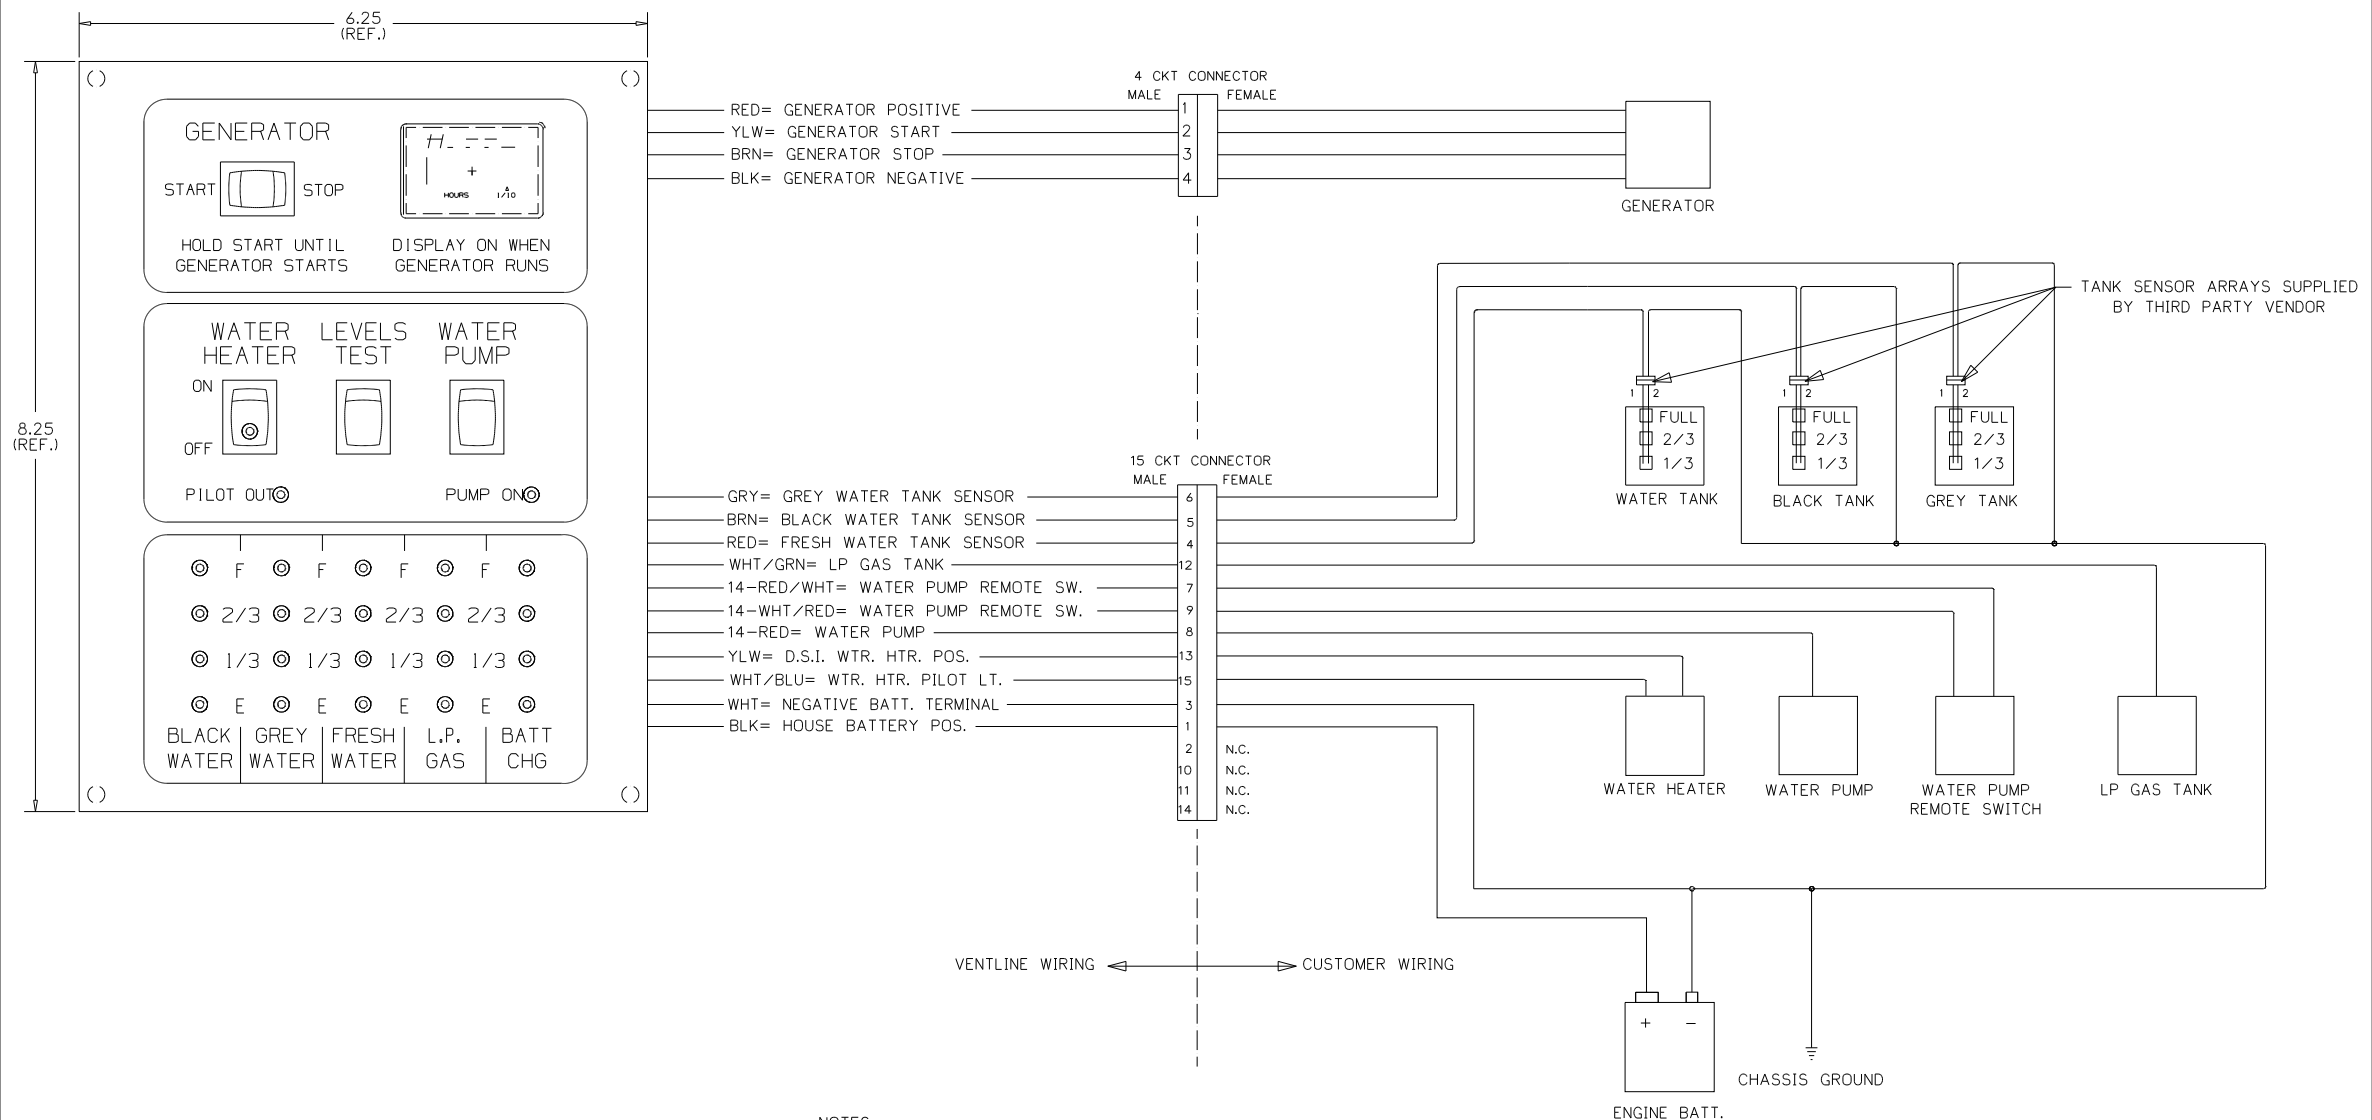 6.25
(REF.)
8.25
(REF.)
GENERATOR
START
STOP
HOURS
1/10
HOLD START UNTIL
GENERATOR STARTS
DISPLAY ON WHEN
GENERATOR RUNS
WATER
HEATER
LEVELS
TEST
WATER
PUMP
ON
OFF
PILOT OUT
PUMP ON
F F F F
2/3 2/3 2/3 2/3
1/3 1/3 1/3 1/3
E E E E
BLACK
WATER
GREY
WATER
FRESH
WATER
L.P.
GAS
BATT
CHG
4 CKT CONNECTOR
MALE FEMALE
RED= GENERATOR POSITIVE 1
YLW= GENERATOR START 2
BRN= GENERATOR STOP 3
BLK= GENERATOR NEGATIVE 4
GENERATOR
TANK SENSOR ARRAYS SUPPLIED
BY THIRD PARTY VENDOR
1 2
FULL
2/3
1/3
WATER TANK
1 2
FULL
2/3
1/3
BLACK TANK
1 2
FULL
2/3
1/3
GREY TANK
15 CKT CONNECTOR
MALE FEMALE
GRY= GREY WATER TANK SENSOR 6
BRN= BLACK WATER TANK SENSOR 5
RED= FRESH WATER TANK SENSOR 4
WHT/GRN= LP GAS TANK 12
14-RED/WHT= WATER PUMP REMOTE SW. 7
14-WHT/RED= WATER PUMP REMOTE SW. 9
14-RED= WATER PUMP 8
YLW= D.S.I. WTR. HTR. POS. 13
WHT/BLU= WTR. HTR. PILOT LT. 15
WHT= NEGATIVE BATT. TERMINAL 3
BLK= HOUSE BATTERY POS. 1
2 N.C.
10 N.C.
11 N.C.
14 N.C.
WATER HEATER
WATER PUMP
WATER PUMP
REMOTE SWITCH
LP GAS TANK
VENTLINE WIRING
CUSTOMER WIRING
+ −
ENGINE BATT.
CHASSIS GROUND